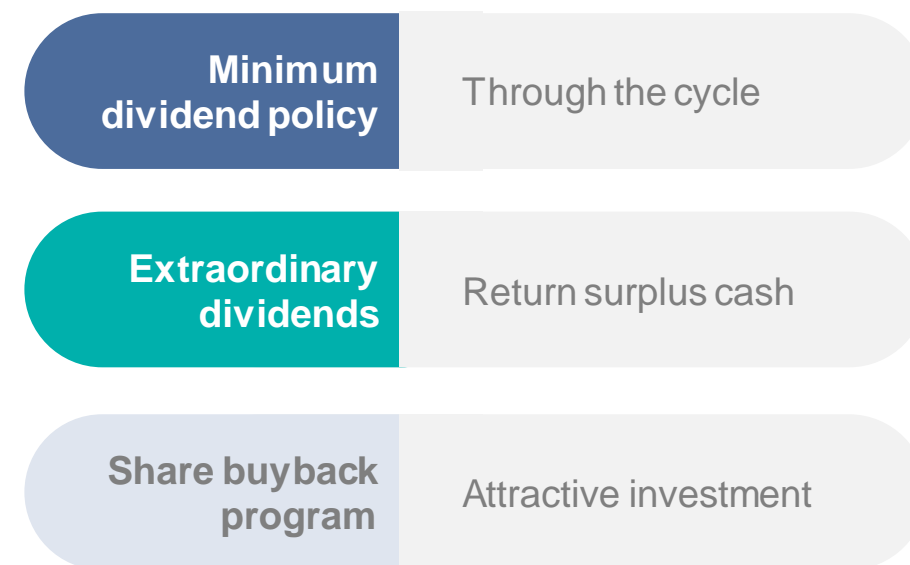 Minimum
dividend policy
Through the cycle
Extraordinary
dividends
Return surplus cash
Share buyback
program
Attractive investment